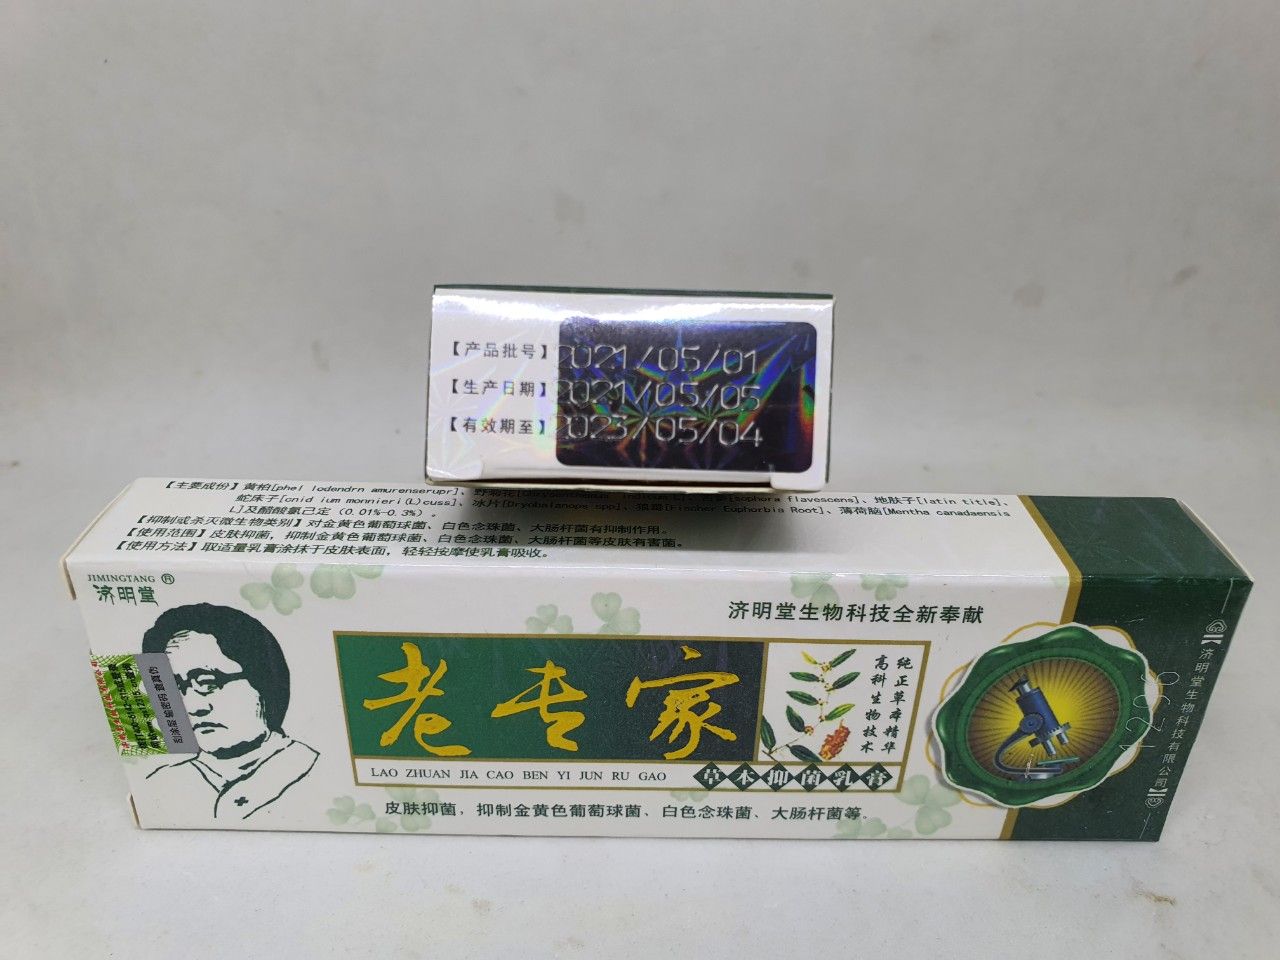 【产品批号】2021/05/01
【生产日期】2021/05/05
【有效期至】2023/05/04
【主要成份】黄柏[phel lodendrn amurenserupr]、野菊花 [sophora flavescens]、地肤子[latin title]、
蛇床子[cnid ium monnieri(L)cuss]、冰片[Dryobalanops spp]、狼毒[Fischer Euphorbia Root]、薄荷脑[Mentha canadaensis
L]及醋酸氯己定（0.01%-0.3%）。
【抑制或杀灭微生物类别】对金黄色葡萄球菌、白色念珠菌、大肠杆菌有抑制作用。
【使用范围】皮肤抑菌，抑制金黄色葡萄球菌、白色念珠菌、大肠杆菌等皮肤有害菌。
【使用方法】取适量乳膏涂抹于皮肤表面，轻轻按摩使乳膏吸收。
JIMINGTANG ®
济明堂
济明堂生物科技全新奉献
老专家
纯正草本精华
高科生物技术
LAO ZHUAN JIA CAO BEN YI JUN RU GAO
草本抑菌乳膏
皮肤抑菌，抑制金黄色葡萄球菌、白色念珠菌、大肠杆菌等。
【济明堂生物科技有限公司】